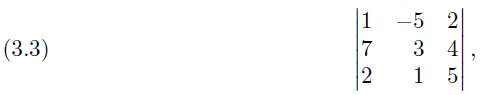 |1 −5 2|
(3.3) |7 3 4| ,
|2 1 5|